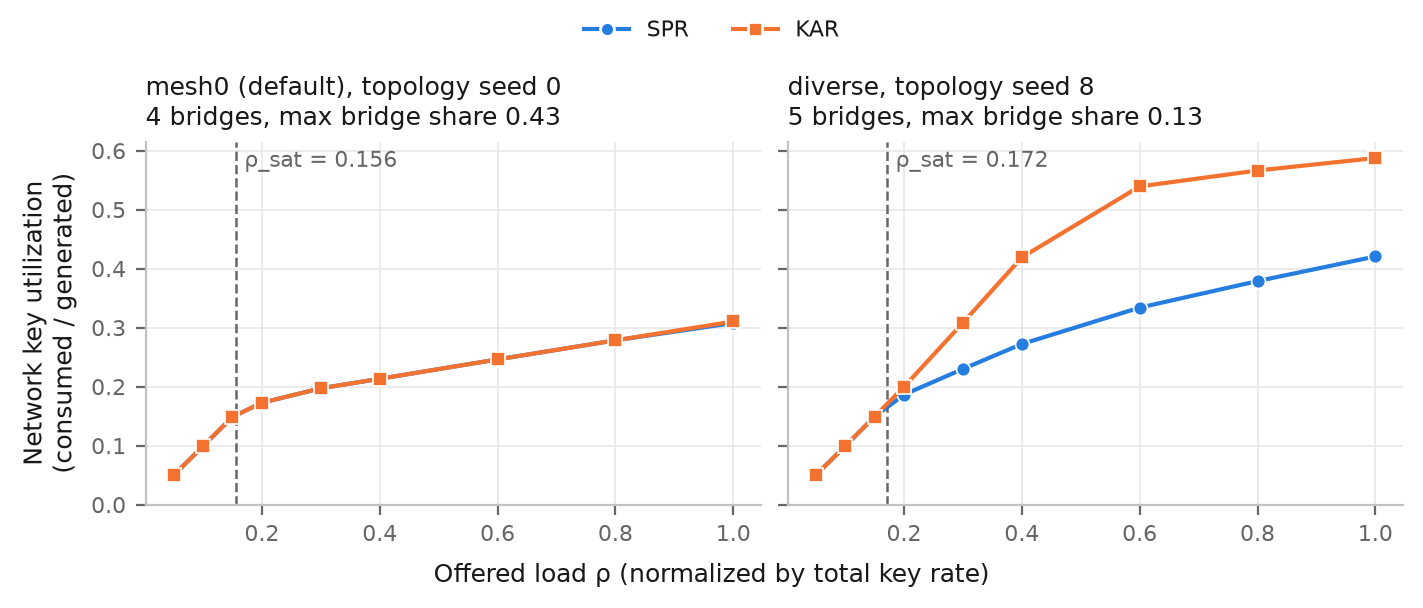 SPR KAR
mesh0 (default), topology seed 0
4 bridges, max bridge share 0.43
diverse, topology seed 8
5 bridges, max bridge share 0.13
ρ_sat = 0.156
ρ_sat = 0.172
Network key utilization
(consumed / generated)
0.6
0.5
0.4
0.3
0.2
0.1
0.0
0.2 0.4 0.6 0.8 1.0
0.2 0.4 0.6 0.8 1.0
Offered load ρ (normalized by total key rate)